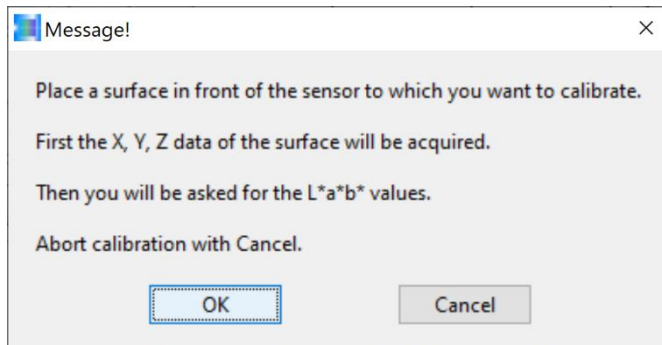 Message!
Place a surface in front of the sensor to which you want to calibrate.
First the X, Y, Z data of the surface will be acquired.
Then you will be asked for the L*a*b* values.
Abort calibration with Cancel.
OK Cancel